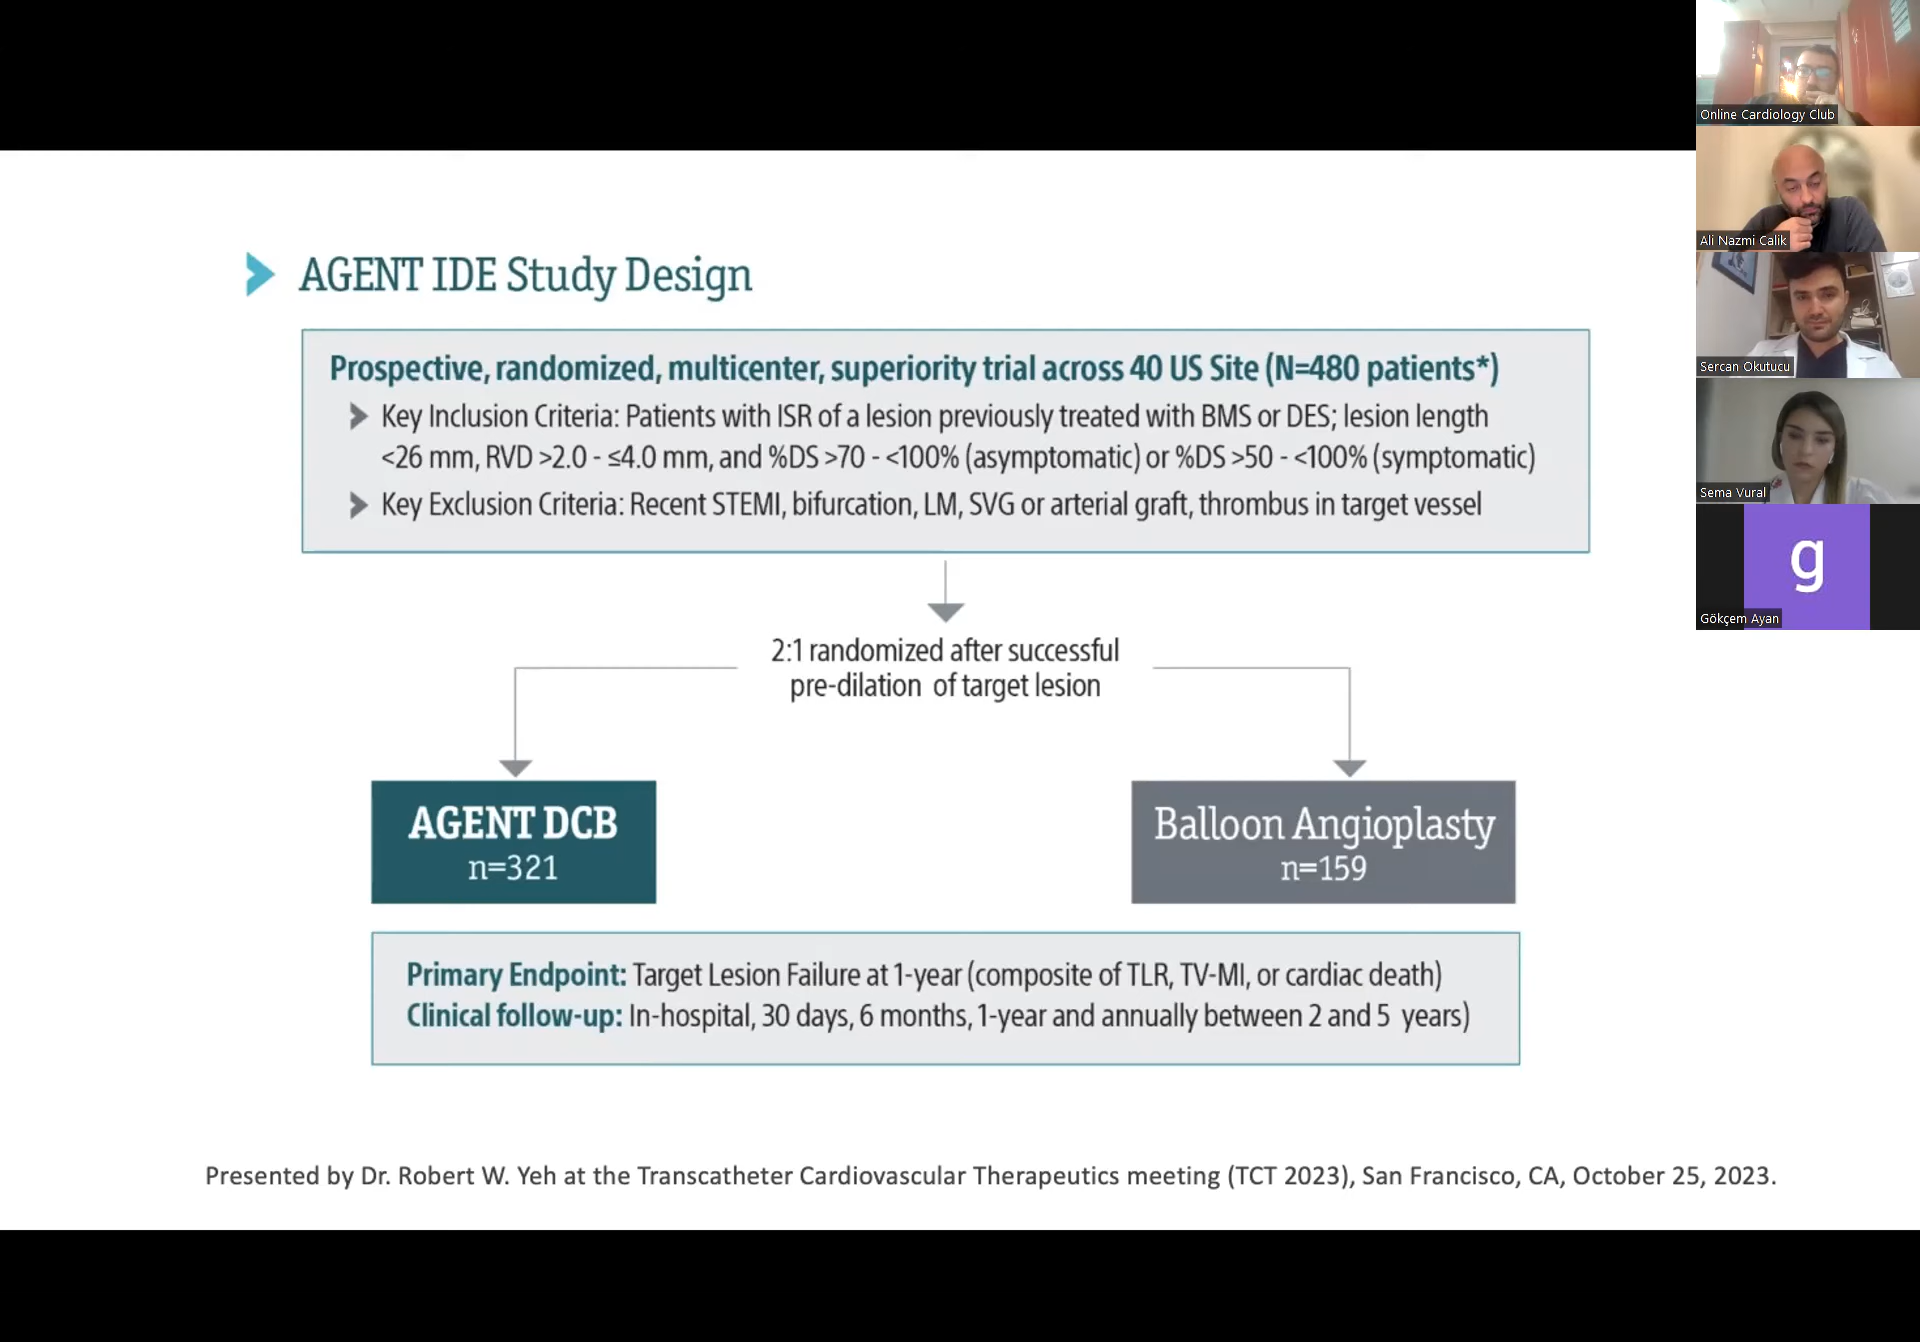 AGENT IDE Study Design
Prospective, randomized, multicenter, superiority trial across 40 US Site (N=480 patients*)
Key Inclusion Criteria: Patients with ISR of a lesion previously treated with BMS or DES; lesion length
<26 mm, RVD >2.0 - ≤4.0 mm, and %DS >70 - <100% (asymptomatic) or %DS >50 - <100% (symptomatic)
Key Exclusion Criteria: Recent STEMI, bifurcation, LM, SVG or arterial graft, thrombus in target vessel
2:1 randomized after successful
pre-dilation of target lesion
AGENT DCB
n=321
Balloon Angioplasty
n=159
Primary Endpoint: Target Lesion Failure at 1-year (composite of TLR, TV-MI, or cardiac death)
Clinical follow-up: In-hospital, 30 days, 6 months, 1-year and annually between 2 and 5 years)
Presented by Dr. Robert W. Yeh at the Transcatheter Cardiovascular Therapeutics meeting (TCT 2023), San Francisco, CA, October 25, 2023.
Online Cardiology Club
Ali Nazmi Calik
Sercan Okutucu
Sema Vural
g
Gökçem Ayan